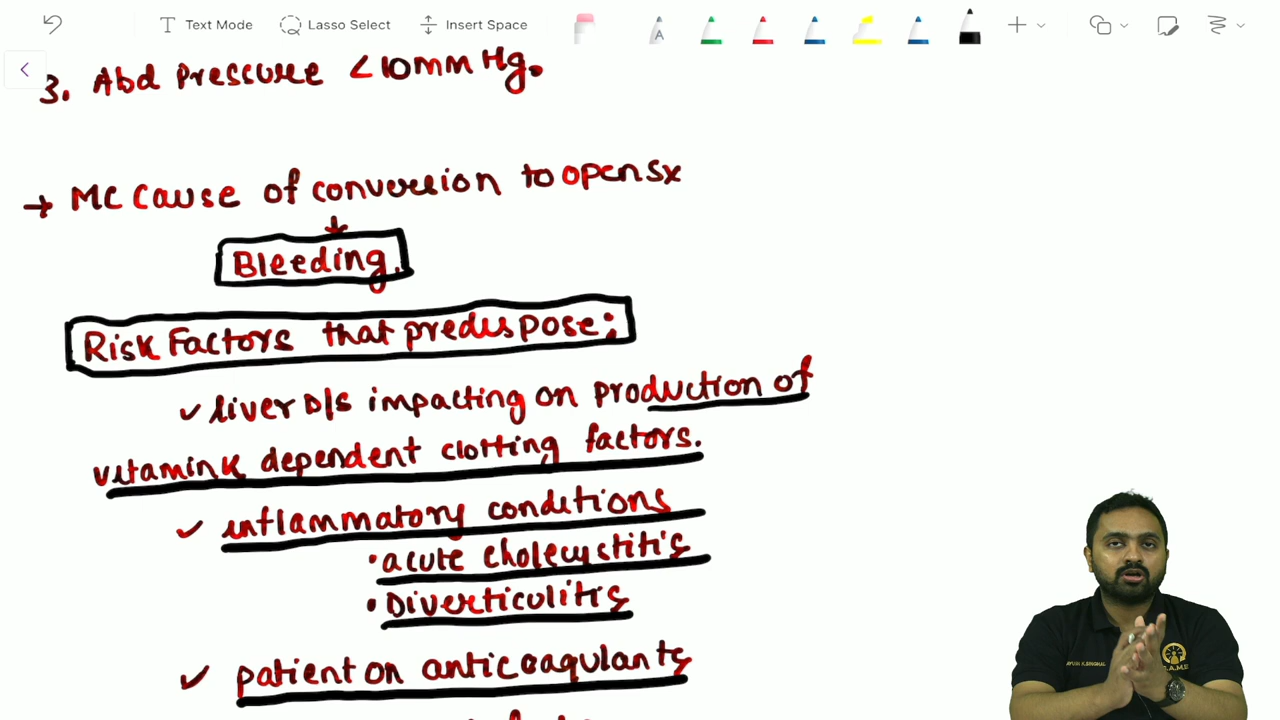 Text Mode Lasso Select Insert Space
3. Abd Pressure <10mm Hg.
→ MC Cause of conversion to open sx
↓
Bleeding.
Risk Factors that predispose:
✓ liver D/s impacting on production of
vitamin K dependent clotting factors.
✓ inflammatory conditions
• acute cholecystitis
• Diverticulitis
✓ patient on anticoagulants
AYUSH K.SINGHAL